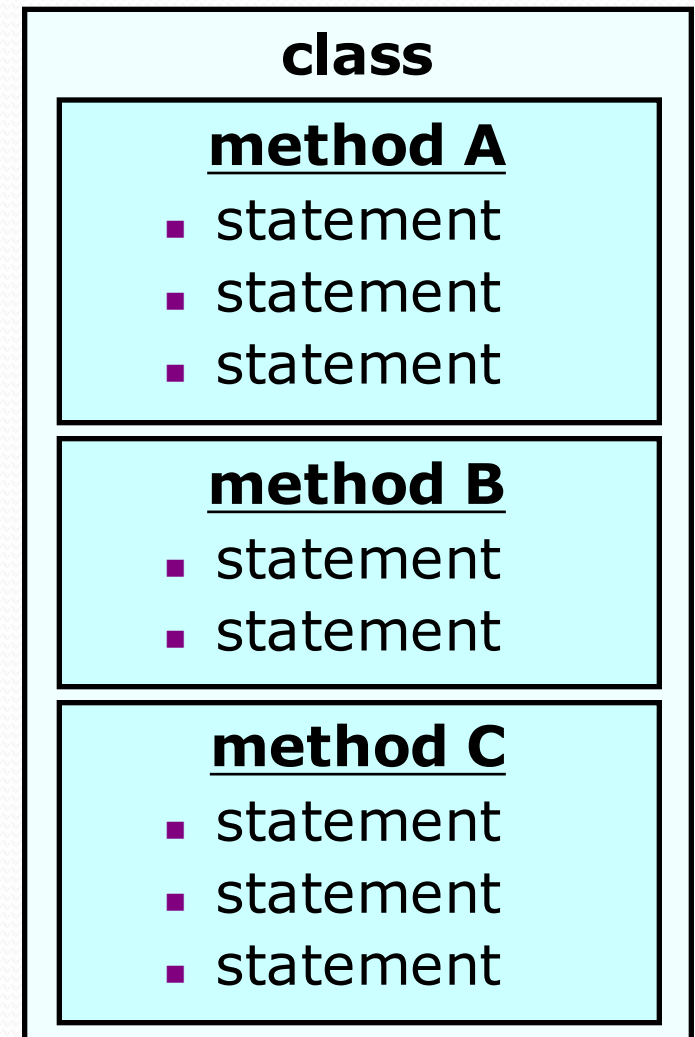 class
method A
statement
statement
statement
method B
statement
statement
method C
statement
statement
statement